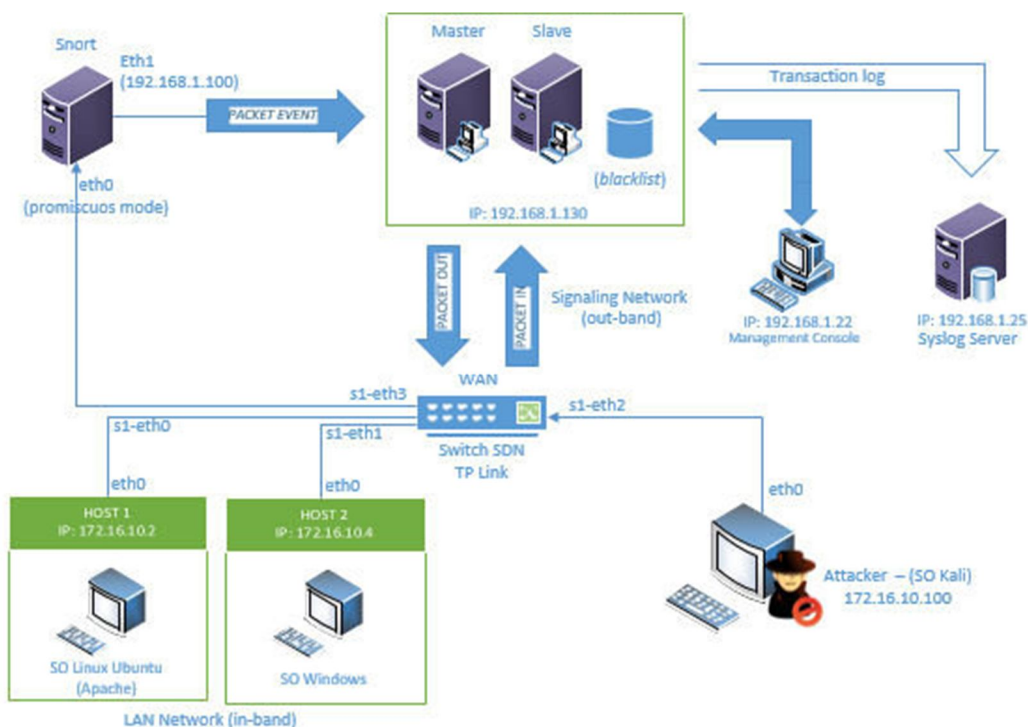 Snort
Eth1
(192.168.1.100)
PACKET EVENT
Master
Slave
(blacklist)
IP: 192.168.1.130
Transaction log
eth0
(promiscuos mode)
PACKET OUT
PACKET IN
Signaling Network
(out-band)
IP: 192.168.1.22
Management Console
IP: 192.168.1.25
Syslog Server
WAN
s1-eth3
s1-eth0
s1-eth1
s1-eth2
Switch SDN
TP Link
eth0
eth0
eth0
HOST 1
IP: 172.16.10.2
HOST 2
IP: 172.16.10.4
SO Linux Ubuntu
(Apache)
SO Windows
Attacker – (SO Kali)
172.16.10.100
LAN Network (in-band)